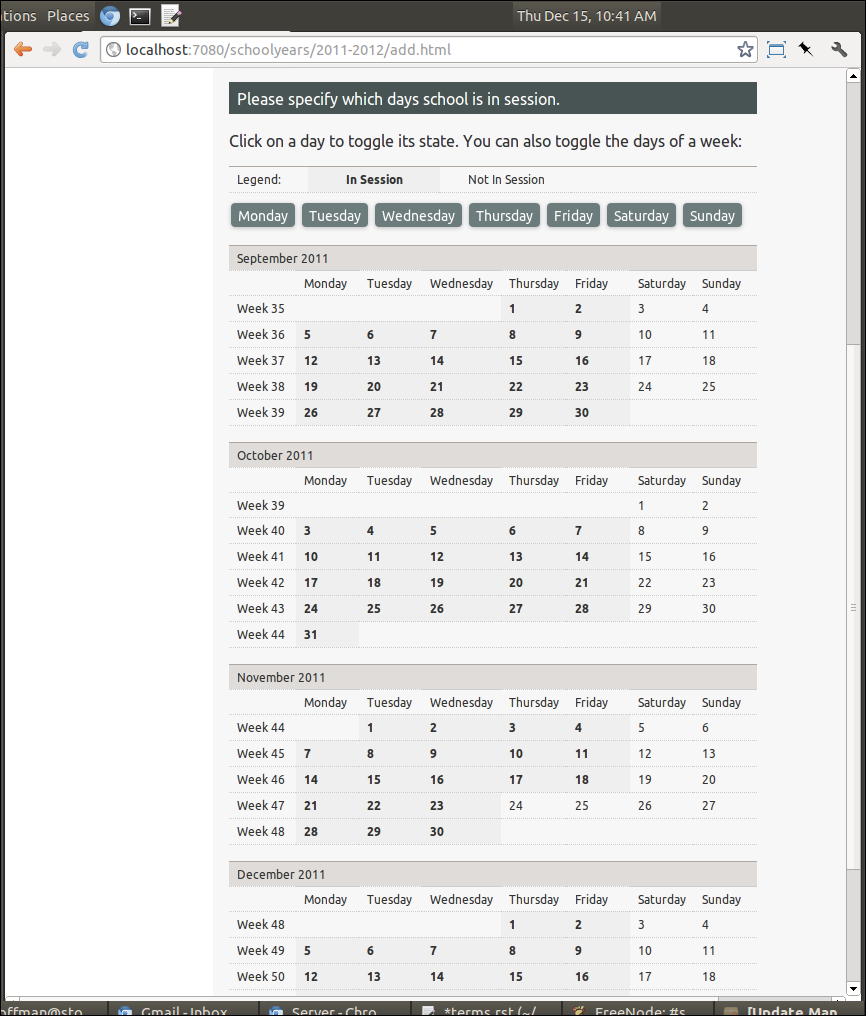 tions Places Thu Dec 15, 10:41 AM
localhost:7080/schoolyears/2011-2012/add.html
Please specify which days school is in session.
Click on a day to toggle its state. You can also toggle the days of a week:
Legend: In Session Not In Session
Monday Tuesday Wednesday Thursday Friday Saturday Sunday
September 2011
Monday Tuesday Wednesday Thursday Friday Saturday Sunday
Week 35 1 2 3 4
Week 36 5 6 7 8 9 10 11
Week 37 12 13 14 15 16 17 18
Week 38 19 20 21 22 23 24 25
Week 39 26 27 28 29 30
October 2011
Monday Tuesday Wednesday Thursday Friday Saturday Sunday
Week 39 1 2
Week 40 3 4 5 6 7 8 9
Week 41 10 11 12 13 14 15 16
Week 42 17 18 19 20 21 22 23
Week 43 24 25 26 27 28 29 30
Week 44 31
November 2011
Monday Tuesday Wednesday Thursday Friday Saturday Sunday
Week 44 1 2 3 4 5 6
Week 45 7 8 9 10 11 12 13
Week 46 14 15 16 17 18 19 20
Week 47 21 22 23 24 25 26 27
Week 48 28 29 30
December 2011
Monday Tuesday Wednesday Thursday Friday Saturday Sunday
Week 48 1 2 3 4
Week 49 5 6 7 8 9 10 11
Week 50 12 13 14 15 16 17 18
offman@sto Gmail - Inbox Server - Chro *terms.rst (~/ FreeNode: #s [Update Man